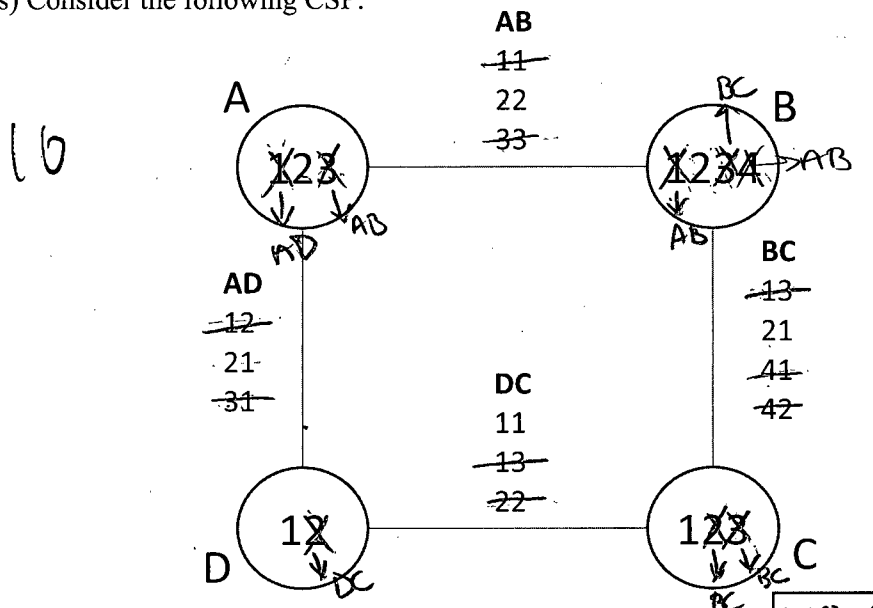 s) Consider the following CSP:
AB
11
22
33
A
BC
B
10
123
1234
AB
AD
AB
AB
BC
AD
13
12
21
21
41
31
42
DC
11
13
22
12
123
D
DC
C
BC
BC